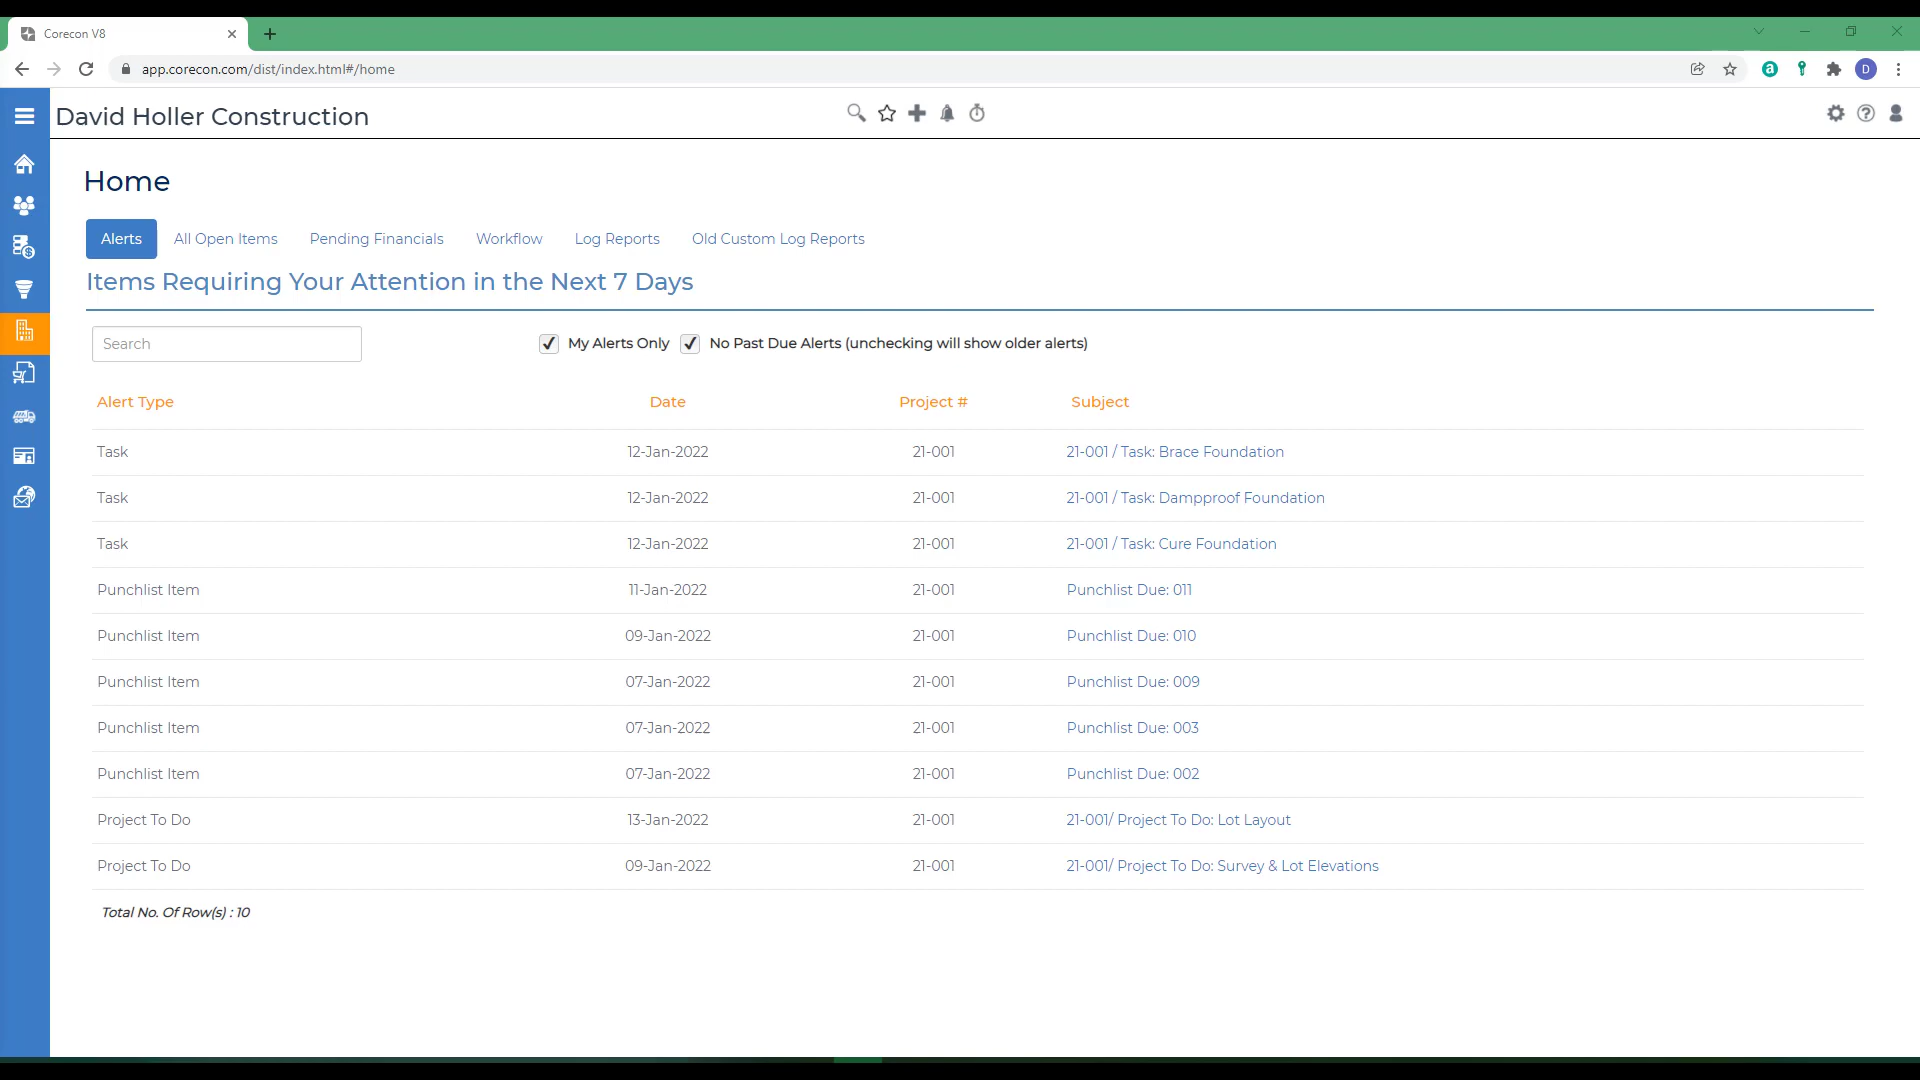 Corecon V8
app.corecon.com/dist/index.html#/home
a
D
David Holler Construction
Home
Alerts All Open Items Pending Financials Workflow Log Reports Old Custom Log Reports
Items Requiring Your Attention in the Next 7 Days
Search My Alerts Only No Past Due Alerts (unchecking will show older alerts)
Alert Type Date Project # Subject
Task 12-Jan-2022 21-001 21-001 / Task: Brace Foundation
Task 12-Jan-2022 21-001 21-001 / Task: Dampproof Foundation
Task 12-Jan-2022 21-001 21-001 / Task: Cure Foundation
Punchlist Item 11-Jan-2022 21-001 Punchlist Due: 011
Punchlist Item 09-Jan-2022 21-001 Punchlist Due: 010
Punchlist Item 07-Jan-2022 21-001 Punchlist Due: 009
Punchlist Item 07-Jan-2022 21-001 Punchlist Due: 003
Punchlist Item 07-Jan-2022 21-001 Punchlist Due: 002
Project To Do 13-Jan-2022 21-001 21-001/ Project To Do: Lot Layout
Project To Do 09-Jan-2022 21-001 21-001/ Project To Do: Survey & Lot Elevations
Total No. Of Row(s) : 10